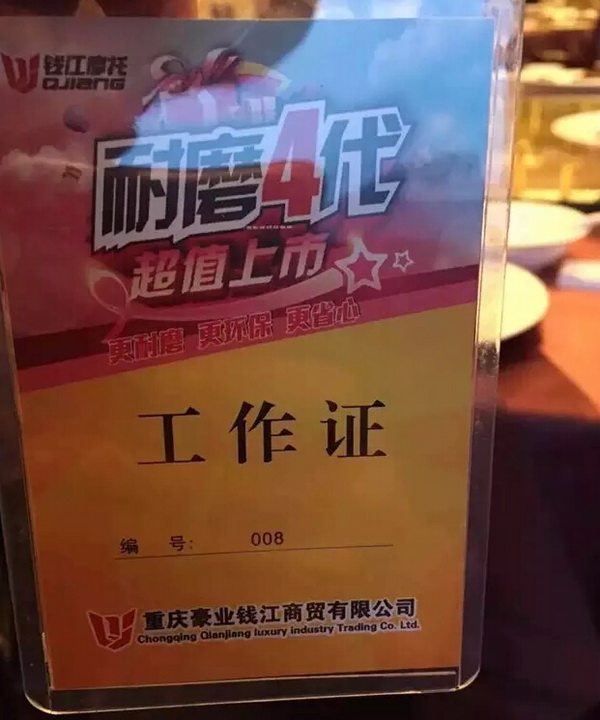 钱江摩托
QJIANG
耐磨4代
超值上市
更耐磨 更环保 更省心
工作证
编 号: 008
重庆豪业钱江商贸有限公司
Chongqing Qianjiang luxury industry Trading Co. Ltd.